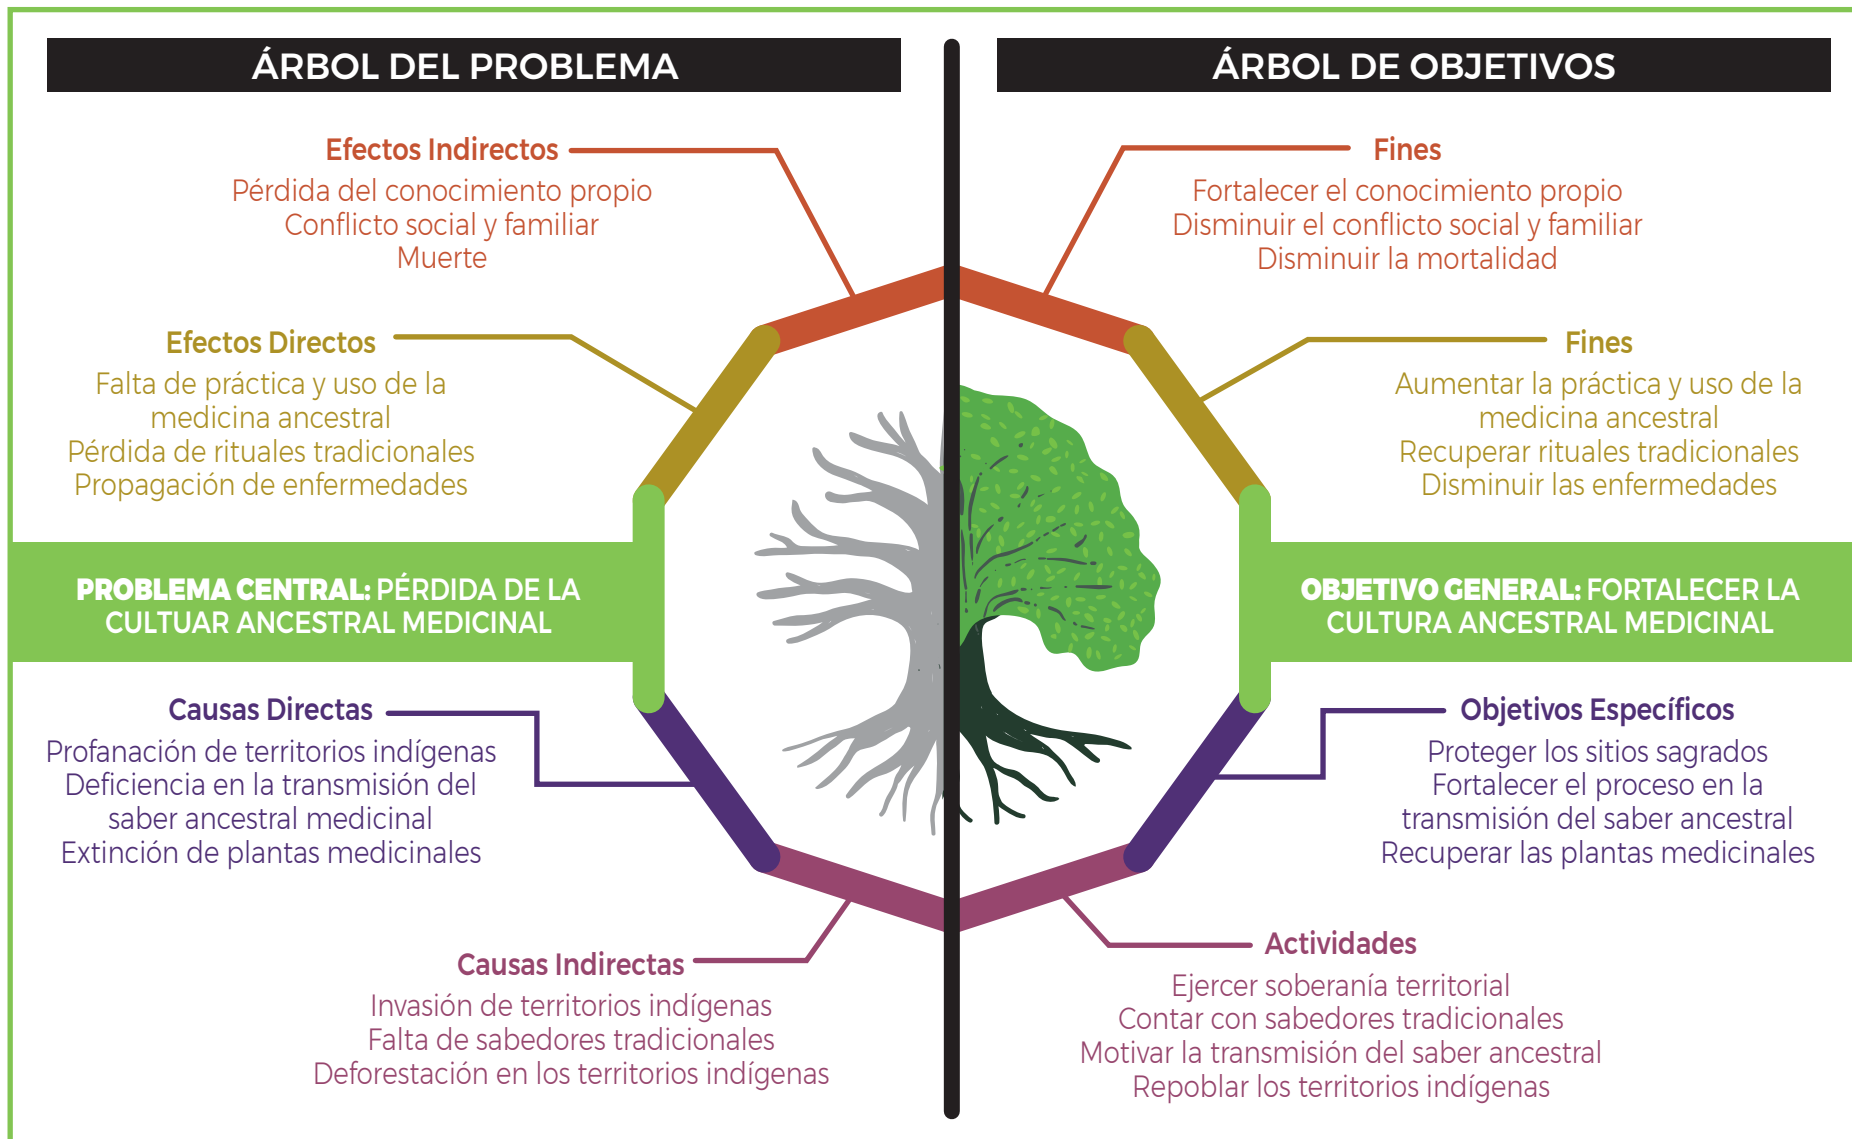 ÁRBOL DEL PROBLEMA
Efectos Indirectos
Pérdida del conocimiento propio
Conflicto social y familiar
Muerte
Efectos Directos
Falta de práctica y uso de la
medicina ancestral
Pérdida de rituales tradicionales
Propagación de enfermedades
PROBLEMA CENTRAL: PÉRDIDA DE LA
CULTUAR ANCESTRAL MEDICINAL
Causas Directas
Profanación de territorios indígenas
Deficiencia en la transmisión del
saber ancestral medicinal
Extinción de plantas medicinales
Causas Indirectas
Invasión de territorios indígenas
Falta de sabedores tradicionales
Deforestación en los territorios indígenas
ÁRBOL DE OBJETIVOS
Fines
Fortalecer el conocimiento propio
Disminuir el conflicto social y familiar
Disminuir la mortalidad
Fines
Aumentar la práctica y uso de la
medicina ancestral
Recuperar rituales tradicionales
Disminuir las enfermedades
OBJETIVO GENERAL: FORTALECER LA
CULTURA ANCESTRAL MEDICINAL
Objetivos Específicos
Proteger los sitios sagrados
Fortalecer el proceso en la
transmisión del saber ancestral
Recuperar las plantas medicinales
Actividades
Ejercer soberanía territorial
Contar con sabedores tradicionales
Motivar la transmisión del saber ancestral
Repoblar los territorios indígenas